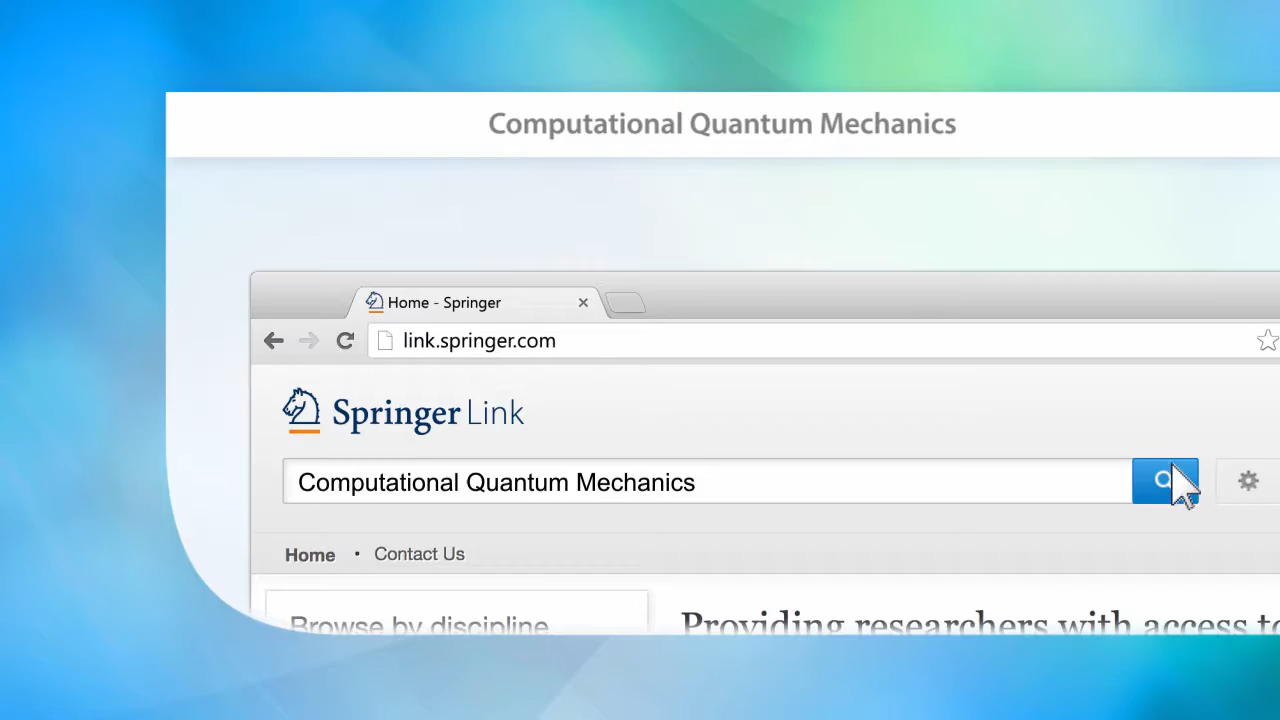 Computational Quantum Mechanics
Home - Springer
link.springer.com
Springer Link
Computational Quantum Mechanics
Home • Contact Us
Browse by discipline
Providing researchers with access to